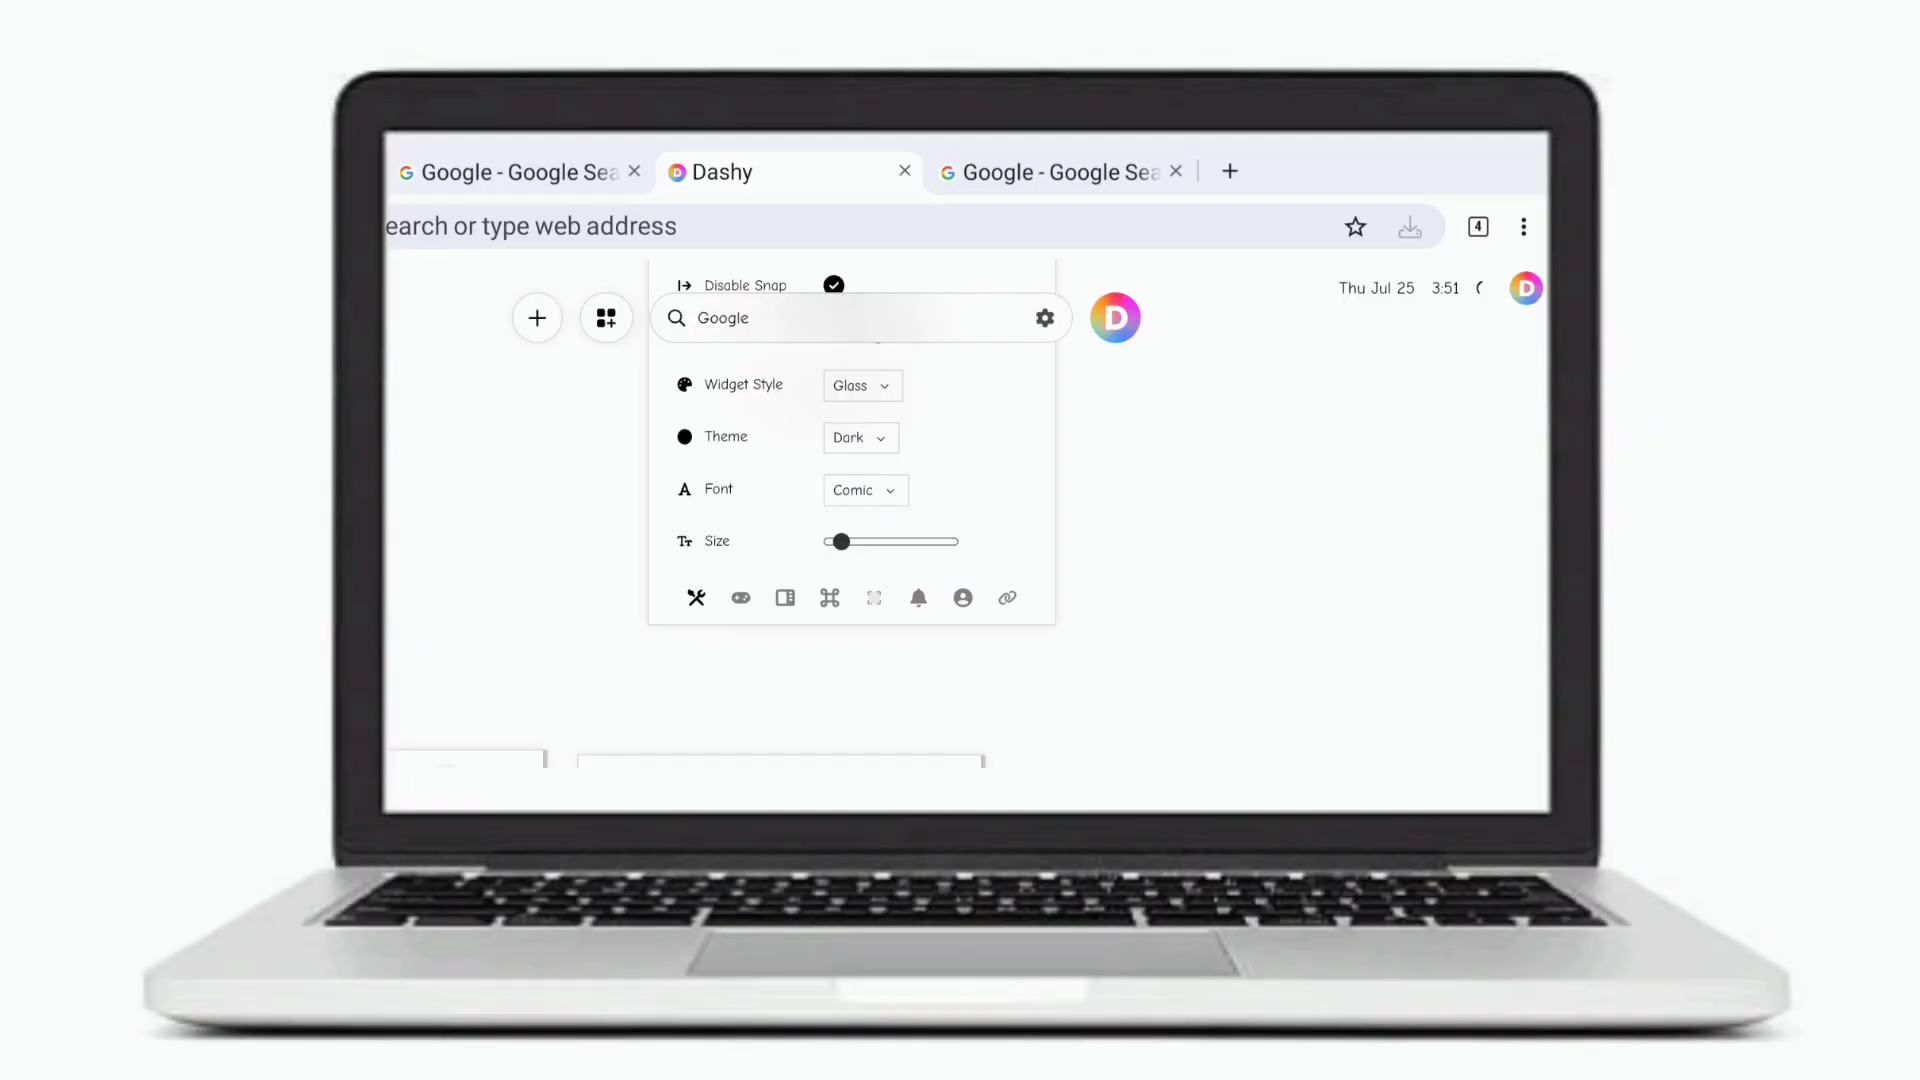 Google - Google Sea
Dashy
Google - Google Sea
earch or type web address
4
Disable Snap
Thu Jul 25 3:51
Google
D
D
Widget Style
Glass
Theme
Dark
Font
Comic
Size